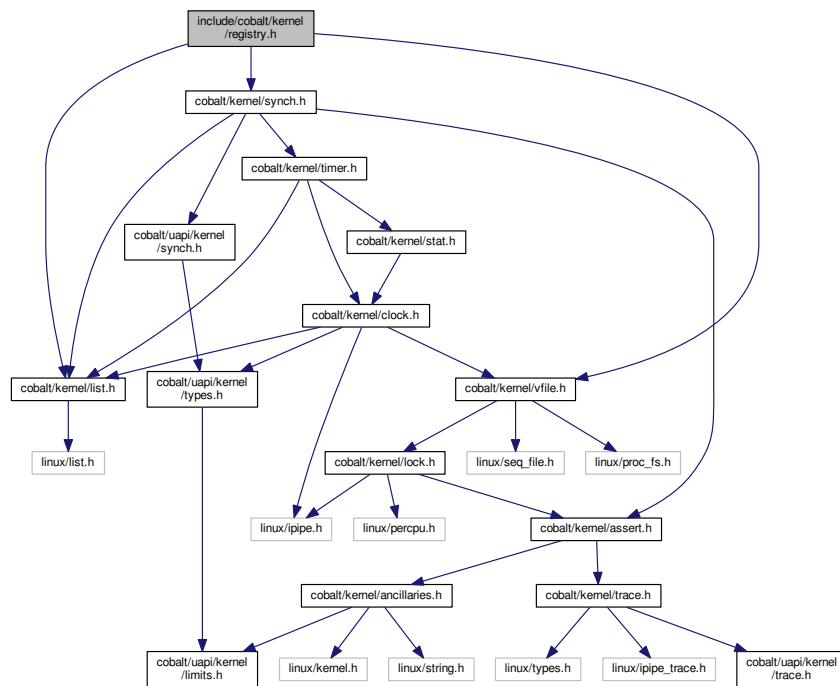 include/cobalt/kernel
/registry.h
cobalt/kernel/synch.h
cobalt/kernel/timer.h
cobalt/uapi/kernel
/synch.h
cobalt/kernel/stat.h
cobalt/kernel/clock.h
cobalt/kernel/list.h
cobalt/uapi/kernel
/types.h
cobalt/kernel/vfile.h
linux/list.h
cobalt/kernel/lock.h
linux/seq_file.h
linux/proc_fs.h
linux/ipipe.h
linux/percpu.h
cobalt/kernel/assert.h
cobalt/kernel/ancillaries.h
cobalt/kernel/trace.h
cobalt/uapi/kernel
/limits.h
linux/kernel.h
linux/string.h
linux/types.h
linux/ipipe_trace.h
cobalt/uapi/kernel
/trace.h